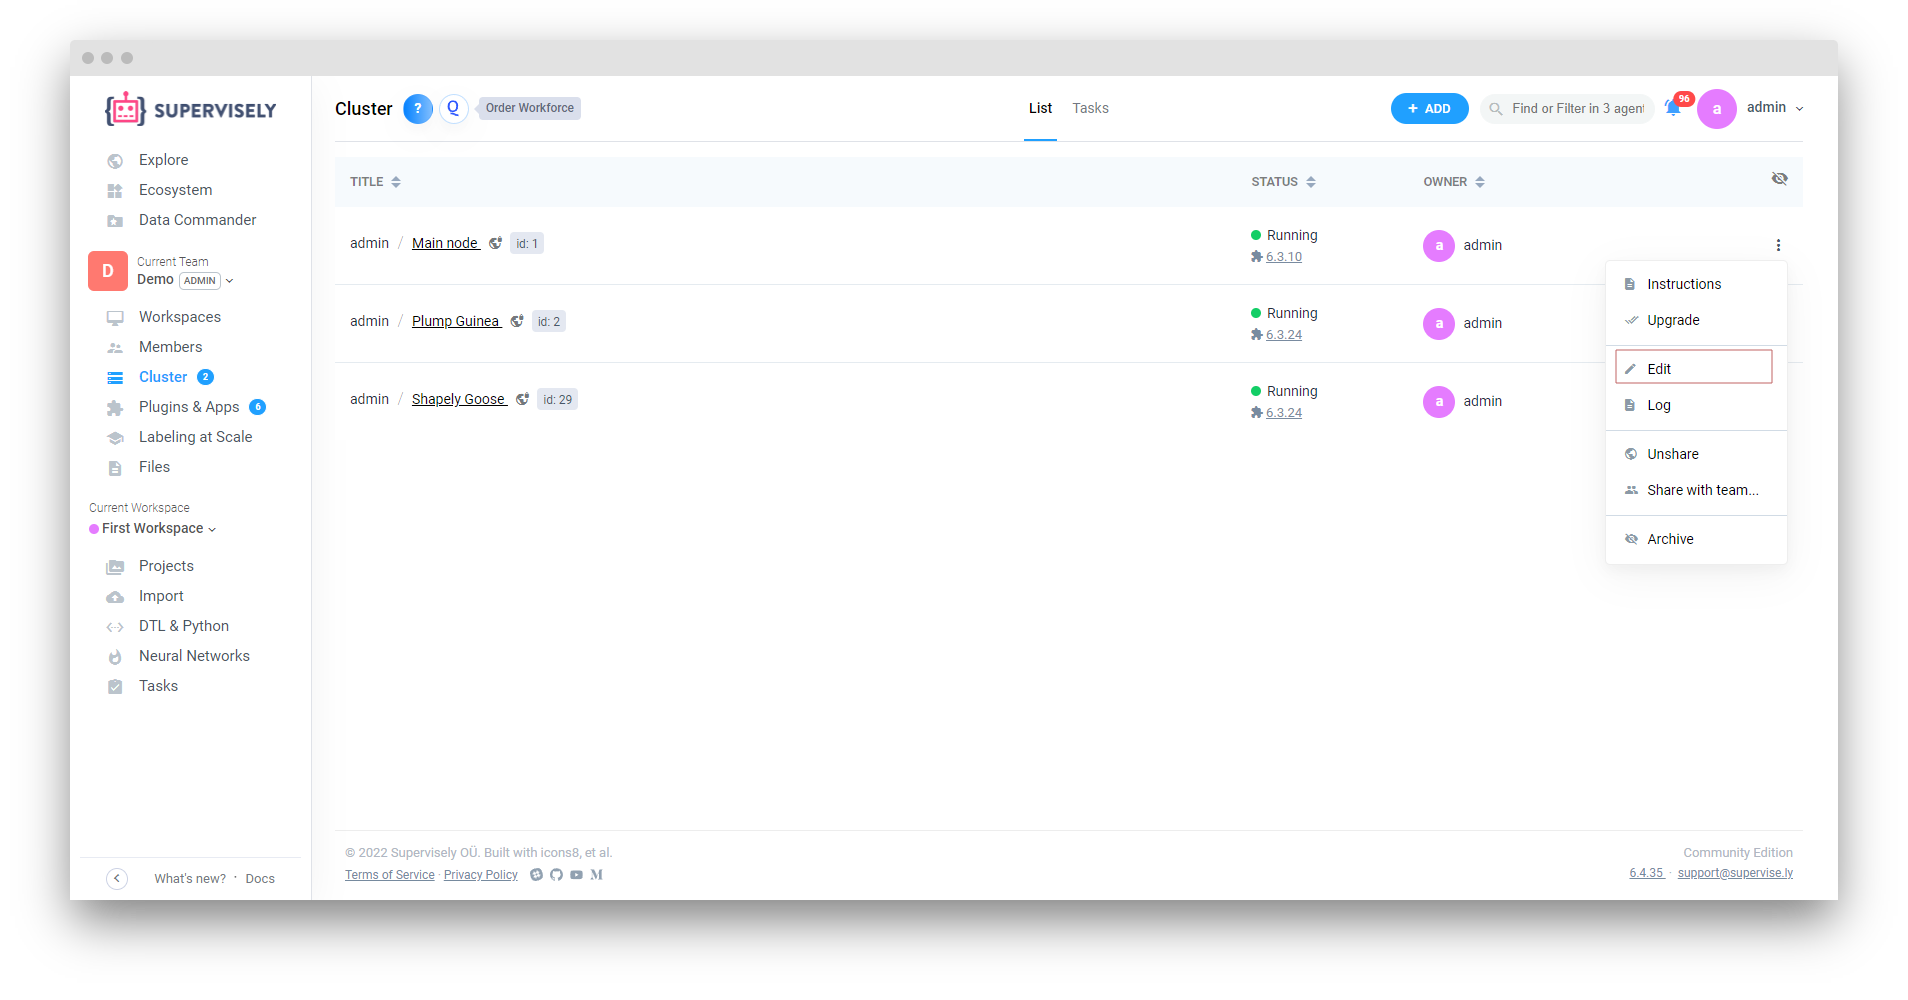 SUPERVISELY
Explore
Ecosystem
Data Commander
D
Current Team
Demo ADMIN
Workspaces
Members
Cluster 2
Plugins & Apps 6
Labeling at Scale
Files
Current Workspace
First Workspace
Projects
Import
DTL & Python
Neural Networks
Tasks
What's new? · Docs
Cluster ? Q Order Workforce
List Tasks
+ ADD
Find or Filter in 3 agent
96
a admin
TITLE STATUS OWNER
admin / Main node id: 1
Running
6.3.10
a admin
admin / Plump Guinea id: 2
Running
6.3.24
a admin
admin / Shapely Goose id: 29
Running
6.3.24
a admin
Instructions
Upgrade
Edit
Log
Unshare
Share with team...
Archive
© 2022 Supervisely OÜ. Built with icons8, et al.
Terms of Service · Privacy Policy
Community Edition
6.4.35 · support@supervise.ly